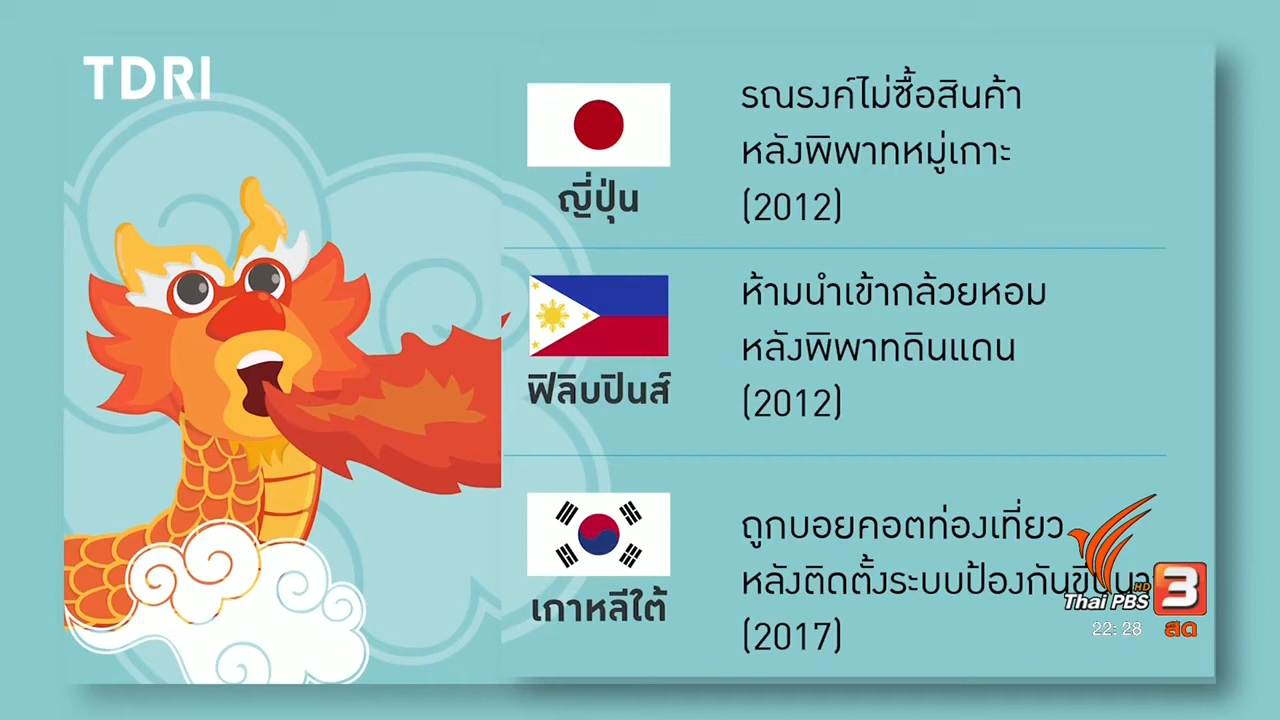 TDRI
ญี่ปุ่น
รณรงค์ไม่ซื้อสินค้า
หลังพิพาทหมู่เกาะ
(2012)
ฟิลิบปินส์
ห้ามนำเข้ากล้วยหอม
หลังพิพาทดินแดน
(2012)
เกาหลีใต้
ถูกบอยคอตท่องเที่ยว
หลังติดตั้งระบบป้องกัน
(2017)
Thai PBS HD 3
22: 28 สด